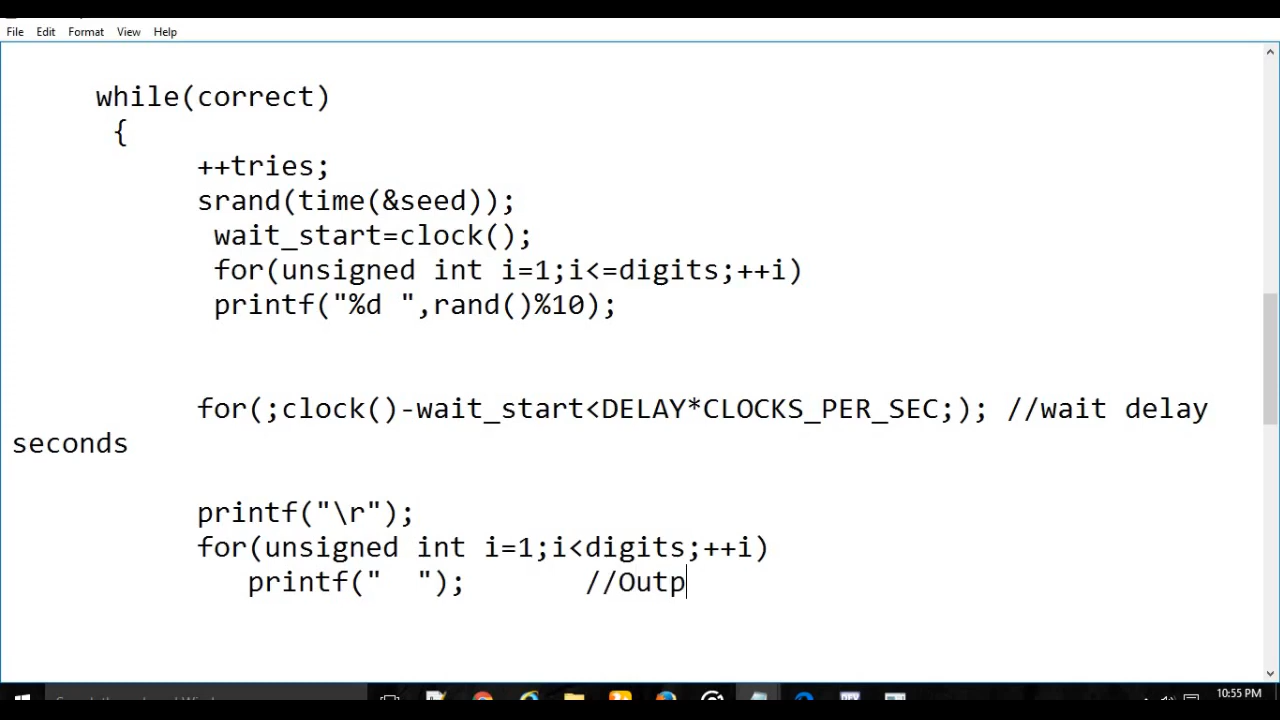 File Edit Format View Help
while(correct)
{
++tries;
srand(time(&seed));
wait_start=clock();
for(unsigned int i=1;i<=digits;++i)
printf("%d ",rand()%10);
for(;clock()-wait_start<DELAY*CLOCKS_PER_SEC;); //wait delay
seconds
printf("\r");
for(unsigned int i=1;i<digits;++i)
printf("  ");       //Outp
10:55 PM